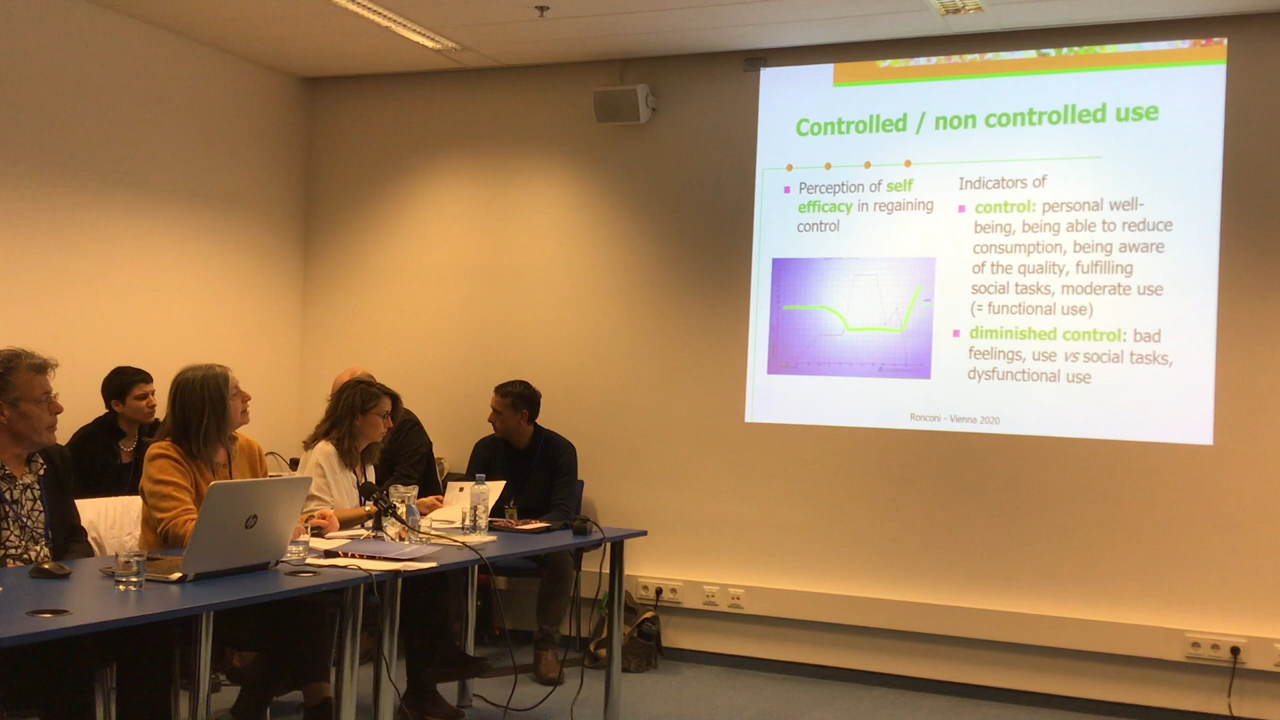 Controlled / non controlled use
Perception of self
efficacy in regaining
control
Indicators of
control: personal well-
being, being able to reduce
consumption, being aware
of the quality, fulfilling
social tasks, moderate use
(= functional use)
diminished control: bad
feelings, use vs social tasks,
dysfunctional use
Ronconi - Vienna 2020
hp